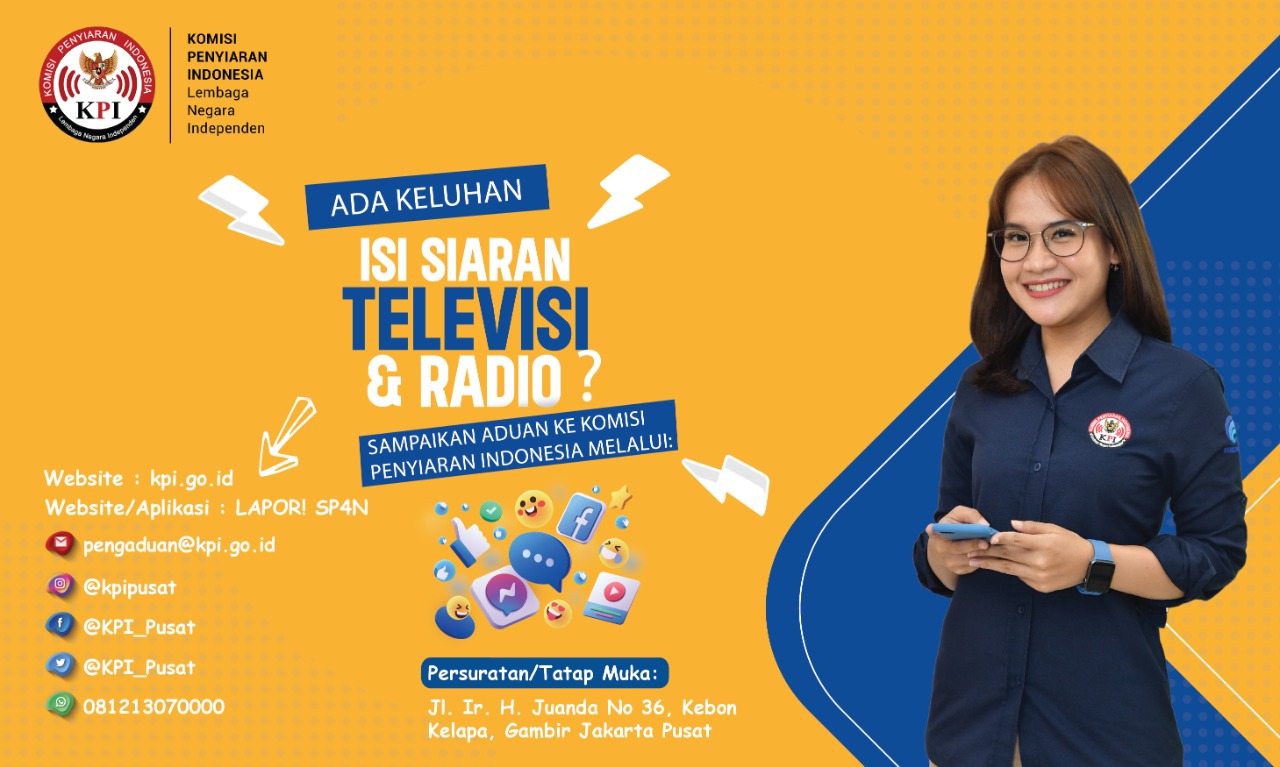 KOMISI PENYIARAN INDONESIA
KPI
Lembaga Negara Independen
KOMISI
PENYIARAN
INDONESIA
Lembaga
Negara
Independen
ADA KELUHAN
ISI SIARAN
TELEVISI
& RADIO ?
SAMPAIKAN ADUAN KE KOMISI
PENYIARAN INDONESIA MELALUI:
Website : kpi.go.id
Website/Aplikasi : LAPOR! SP4N
pengaduan@kpi.go.id
@kpipusat
@KPI_Pusat
@KPI_Pusat
081213070000
Persuratan/Tatap Muka:
Jl. Ir. H. Juanda No 36, Kebon
Kelapa, Gambir Jakarta Pusat
KPI